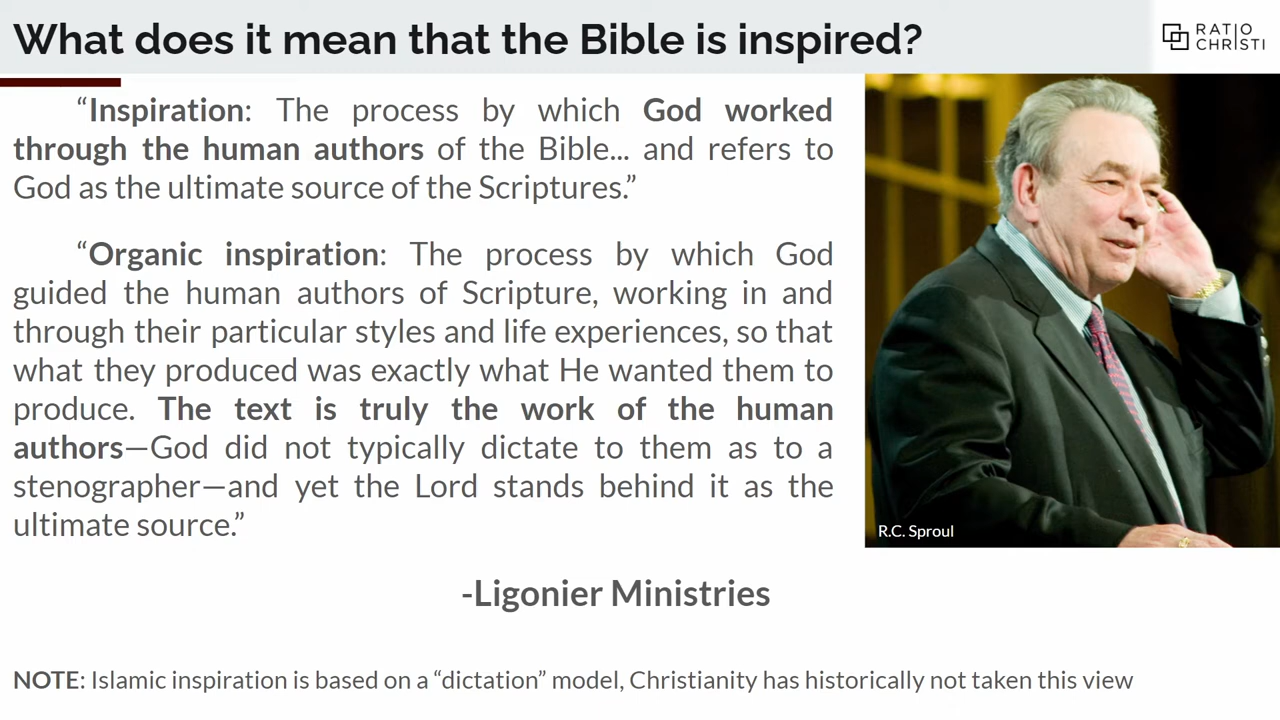 What does it mean that the Bible is inspired?
RATIO
CHRISTI
“Inspiration: The process by which God worked
through the human authors of the Bible... and refers to
God as the ultimate source of the Scriptures.”
“Organic inspiration: The process by which God
guided the human authors of Scripture, working in and
through their particular styles and life experiences, so that
what they produced was exactly what He wanted them to
produce. The text is truly the work of the human
authors—God did not typically dictate to them as to a
stenographer—and yet the Lord stands behind it as the
ultimate source.”
R.C. Sproul
-Ligonier Ministries
NOTE: Islamic inspiration is based on a “dictation” model, Christianity has historically not taken this view